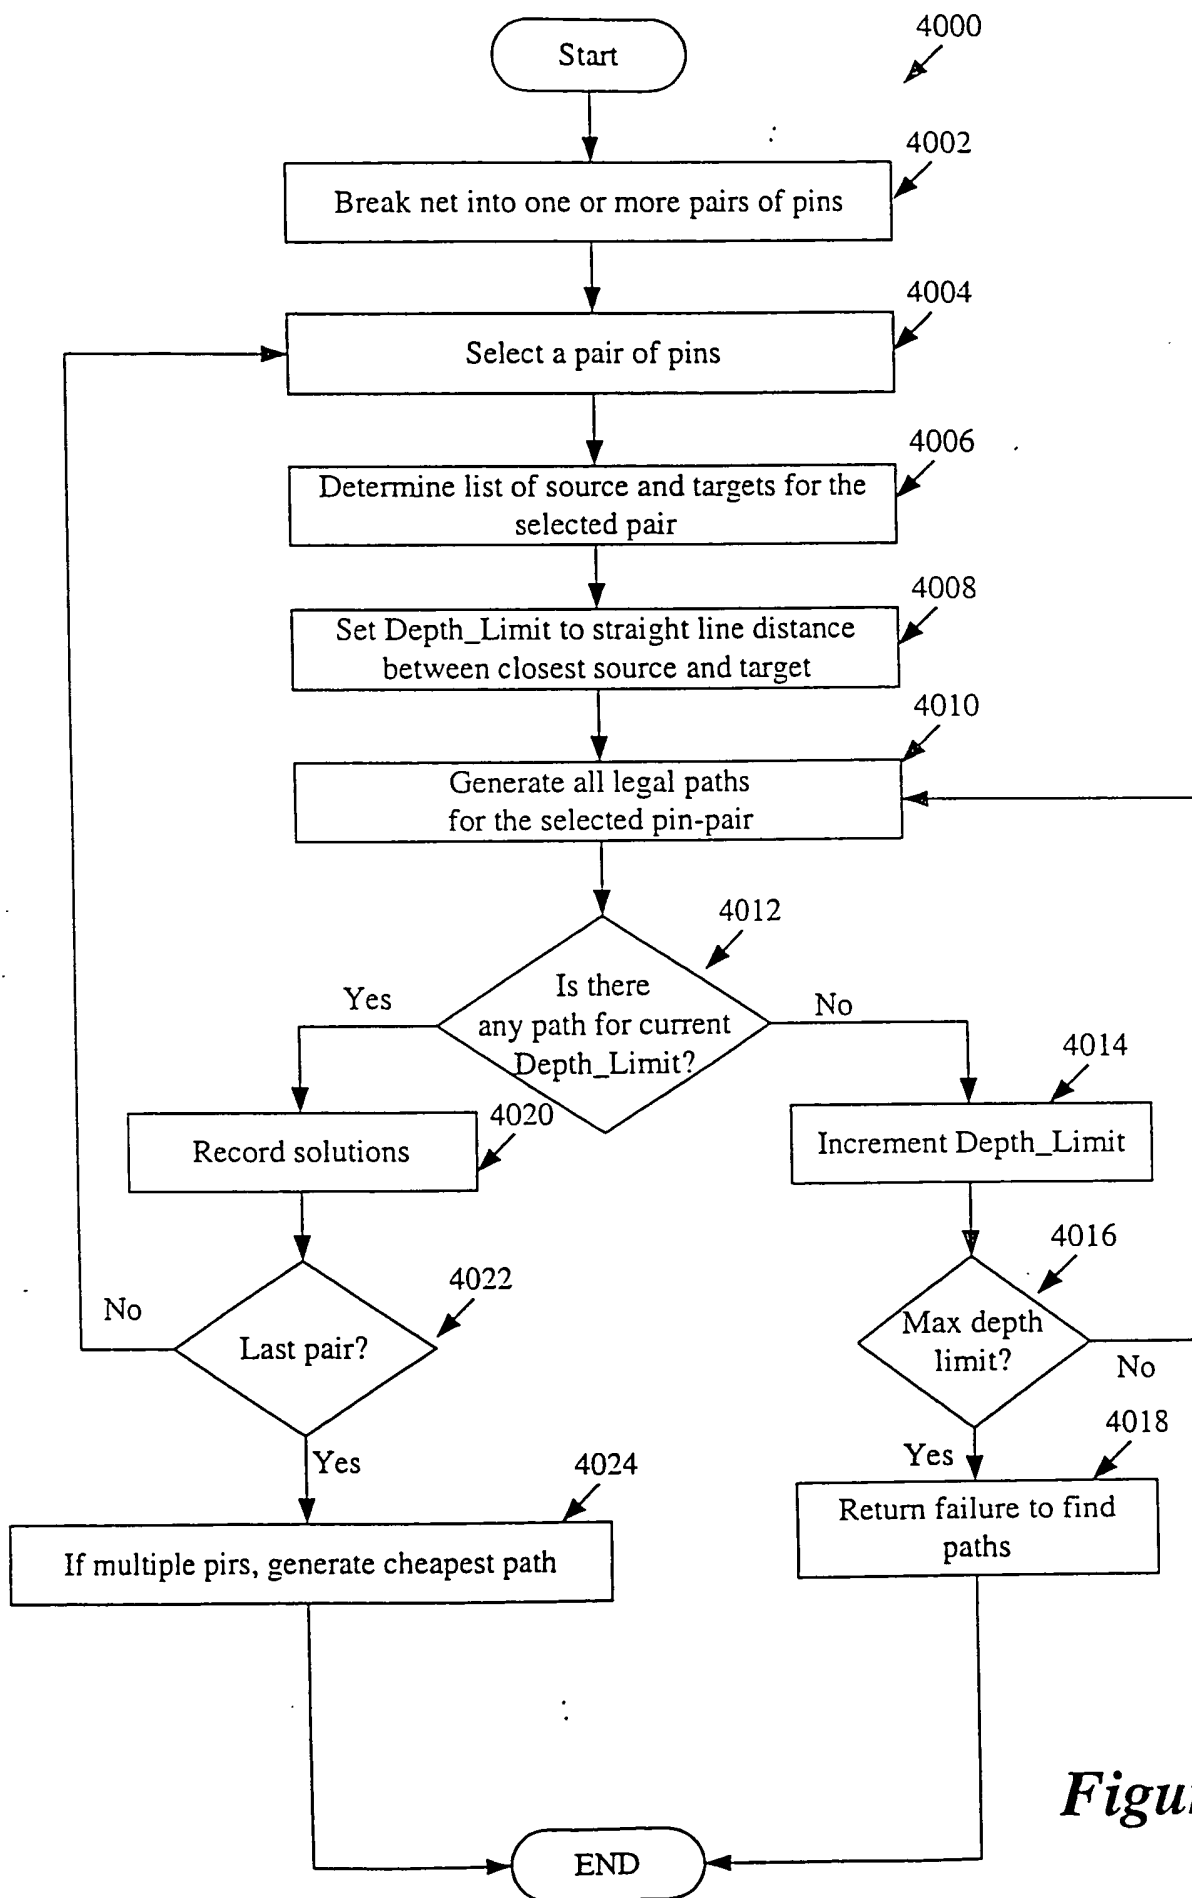 4000
Start
4002
Break net into one or more pairs of pins
4004
Select a pair of pins
4006
Determine list of source and targets for the
selected pair
4008
Set Depth_Limit to straight line distance
between closest source and target
4010
Generate all legal paths
for the selected pin-pair
4012
Is there
any path for current
Depth_Limit?
Yes
No
4014
Increment Depth_Limit
4020
Record solutions
4016
Max depth
limit?
No
4022
Last pair?
No
Yes
4018
Yes
Return failure to find
paths
4024
If multiple pirs, generate cheapest path
END
Figur